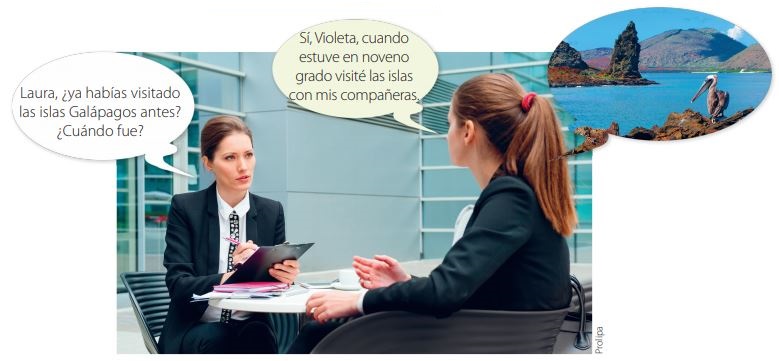 Laura, ¿ya habías visitado
las islas Galápagos antes?
¿Cuándo fue?
Sí, Violeta, cuando
estuve en noveno
grado visité las islas
con mis compañeras.
Prolipa